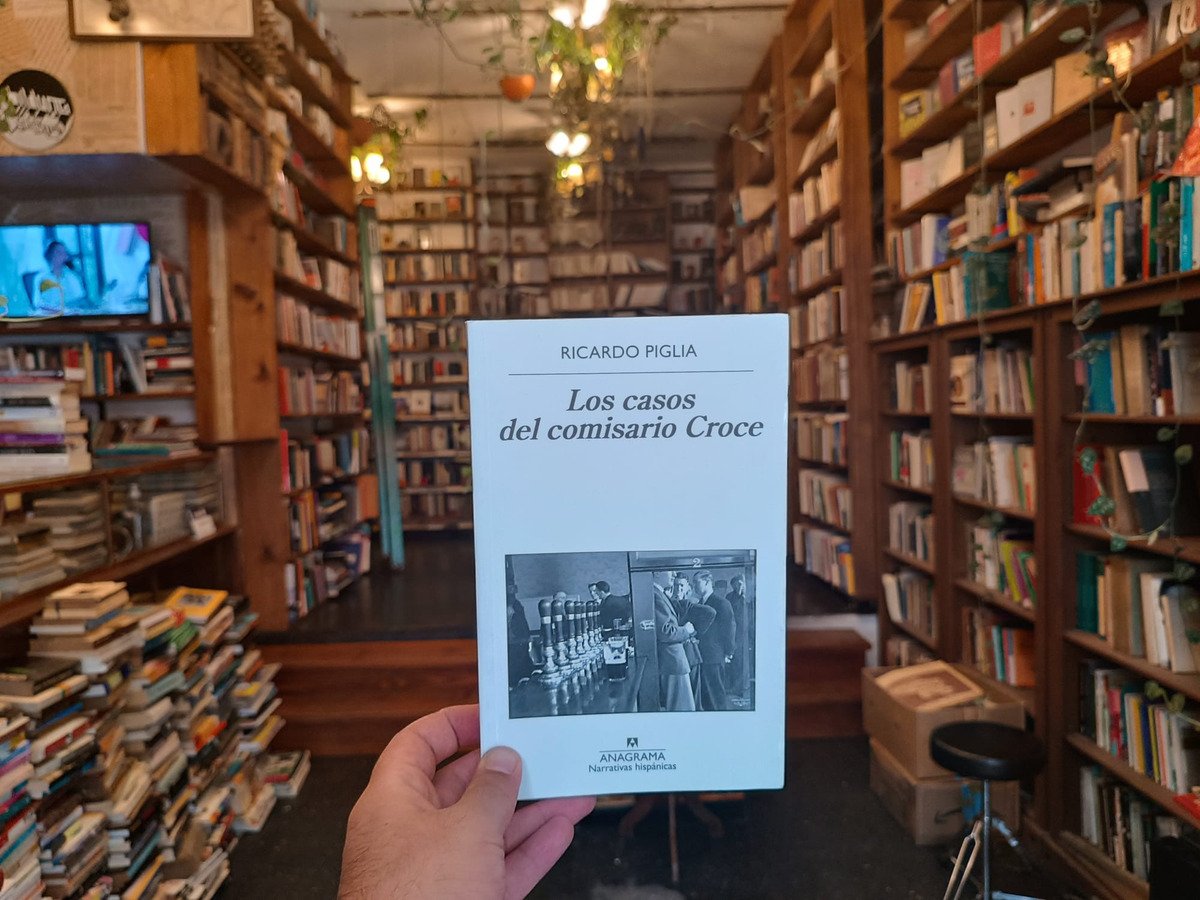 RICARDO PIGLIA
Los casos
del comisario Croce
2
ANAGRAMA
Narrativas hispánicas